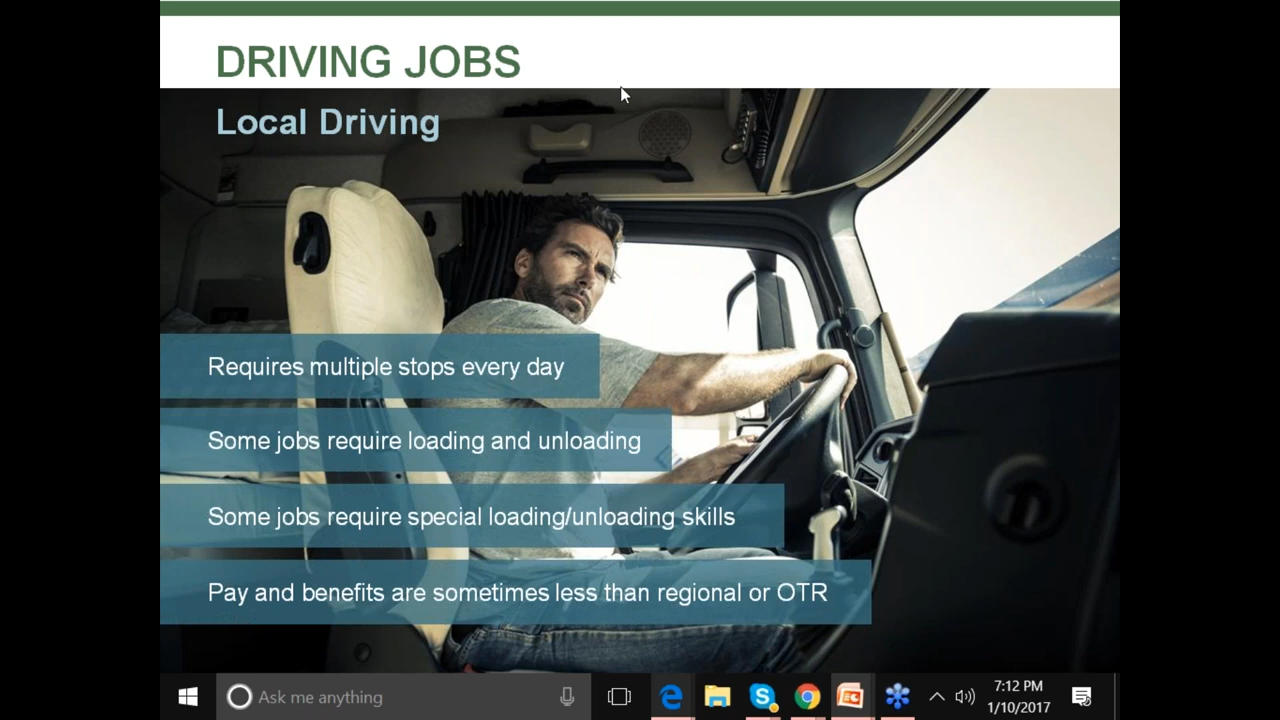 DRIVING JOBS
Local Driving
Requires multiple stops every day
Some jobs require loading and unloading
Some jobs require special loading/unloading skills
Pay and benefits are sometimes less than regional or OTR
Ask me anything
7:12 PM
1/10/2017